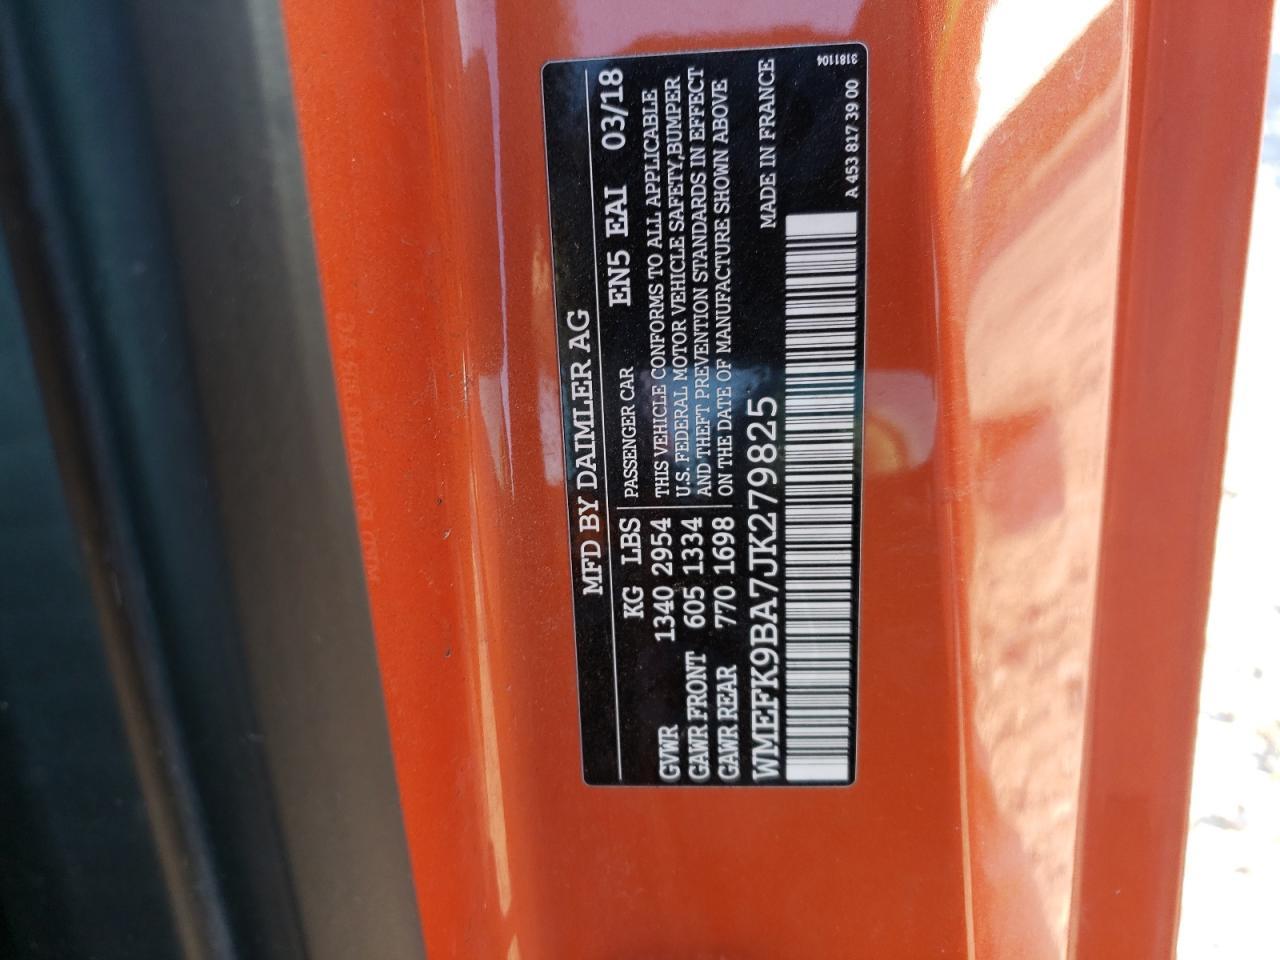 MFD BY DAIMLER AG
KG LBS PASSENGER CAR EN5 EAI 03/18
GVWR 1340 2954 THIS VEHICLE CONFORMS TO ALL APPLICABLE
GAWR FRONT 605 1334 U.S. FEDERAL MOTOR VEHICLE SAFETY,BUMPER
GAWR REAR 770 1698 AND THEFT PREVENTION STANDARDS IN EFFECT
ON THE DATE OF MANUFACTURE SHOWN ABOVE
WMEFK9BA7JK279825 MADE IN FRANCE
A 453 817 39 00 3181104